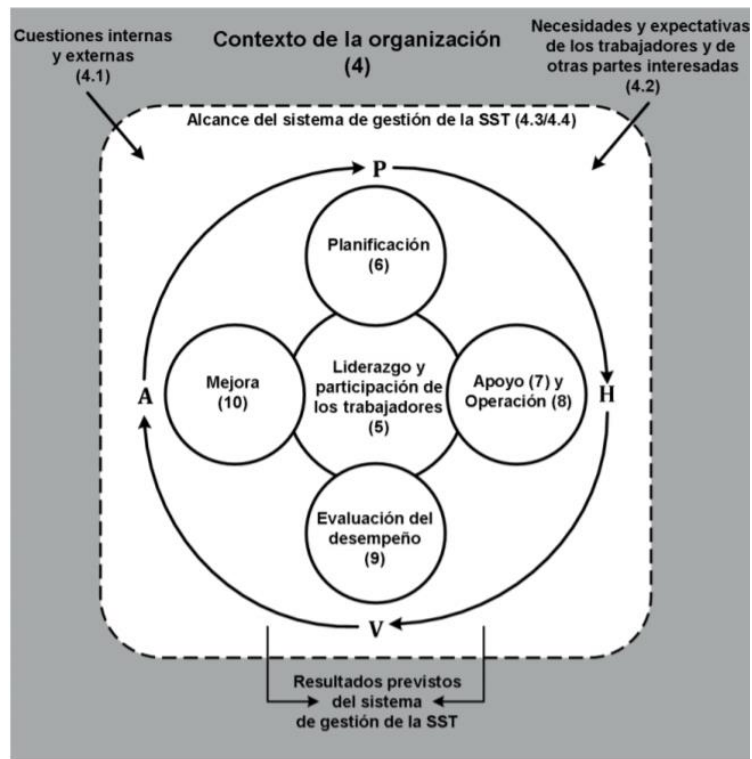 Cuestiones internas
y externas
(4.1)
Contexto de la organización
(4)
Necesidades y expectativas
de los trabajadores y de
otras partes interesadas
(4.2)
Alcance del sistema de gestión de la SST (4.3/4.4)
P
Planificación
(6)
A
Mejora
(10)
Liderazgo y
participación de
los trabajadores
(5)
Apoyo (7) y
Operación (8)
H
Evaluación del
desempeño
(9)
V
Resultados previstos
del sistema
de gestión de la SST